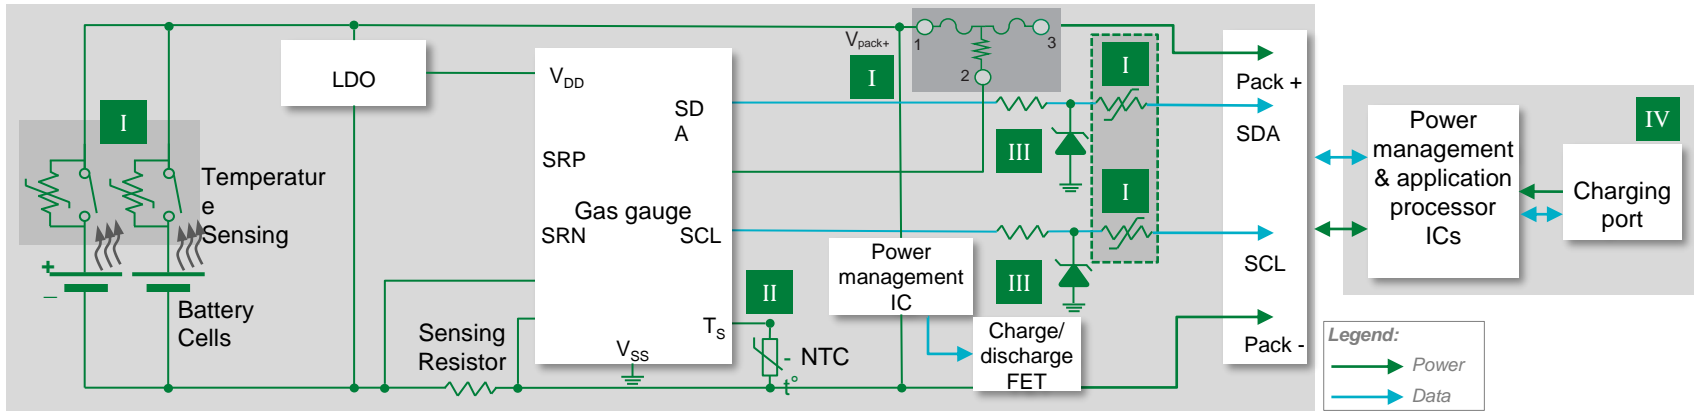 I
Temperatur
e
Sensing
+
–
Battery
Cells
LDO
Sensing
Resistor
VDD
SD
A
SRP
Gas gauge
SRN
SCL
TS
VSS
II
- NTC
t°
Vpack+
I
1
3
2
I
III
I
III
Power
management
IC
Charge/
discharge
FET
Pack +
SDA
SCL
Pack -
Power
management
& application
processor
ICs
IV
Charging
port
Legend:
Power
Data